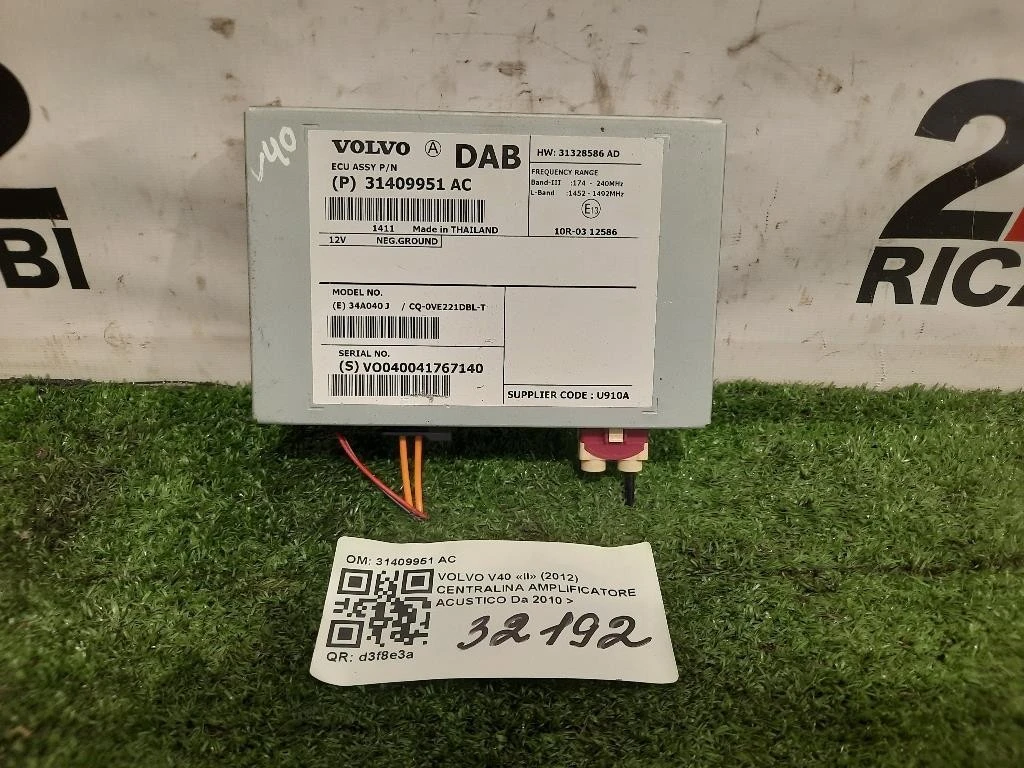 V40
VOLVO A DAB
ECU ASSY P/N
(P) 31409951 AC
1411 Made in THAILAND
12V NEG.GROUND
HW: 31328586 AD
FREQUENCY RANGE
Band-III :174 - 240MHz
L-Band :1452 - 1492MHz
E13
10R-03 12586
MODEL NO.
(E) 34A040 J / CQ-0VE221DBL-T
SERIAL NO.
(S) VO040041767140
SUPPLIER CODE : U910A
BI
2
RICA
OM: 31409951 AC
VOLVO V40 «II» (2012)
CENTRALINA AMPLIFICATORE
ACUSTICO Da 2010 >
32192
QR: d3f8e3a